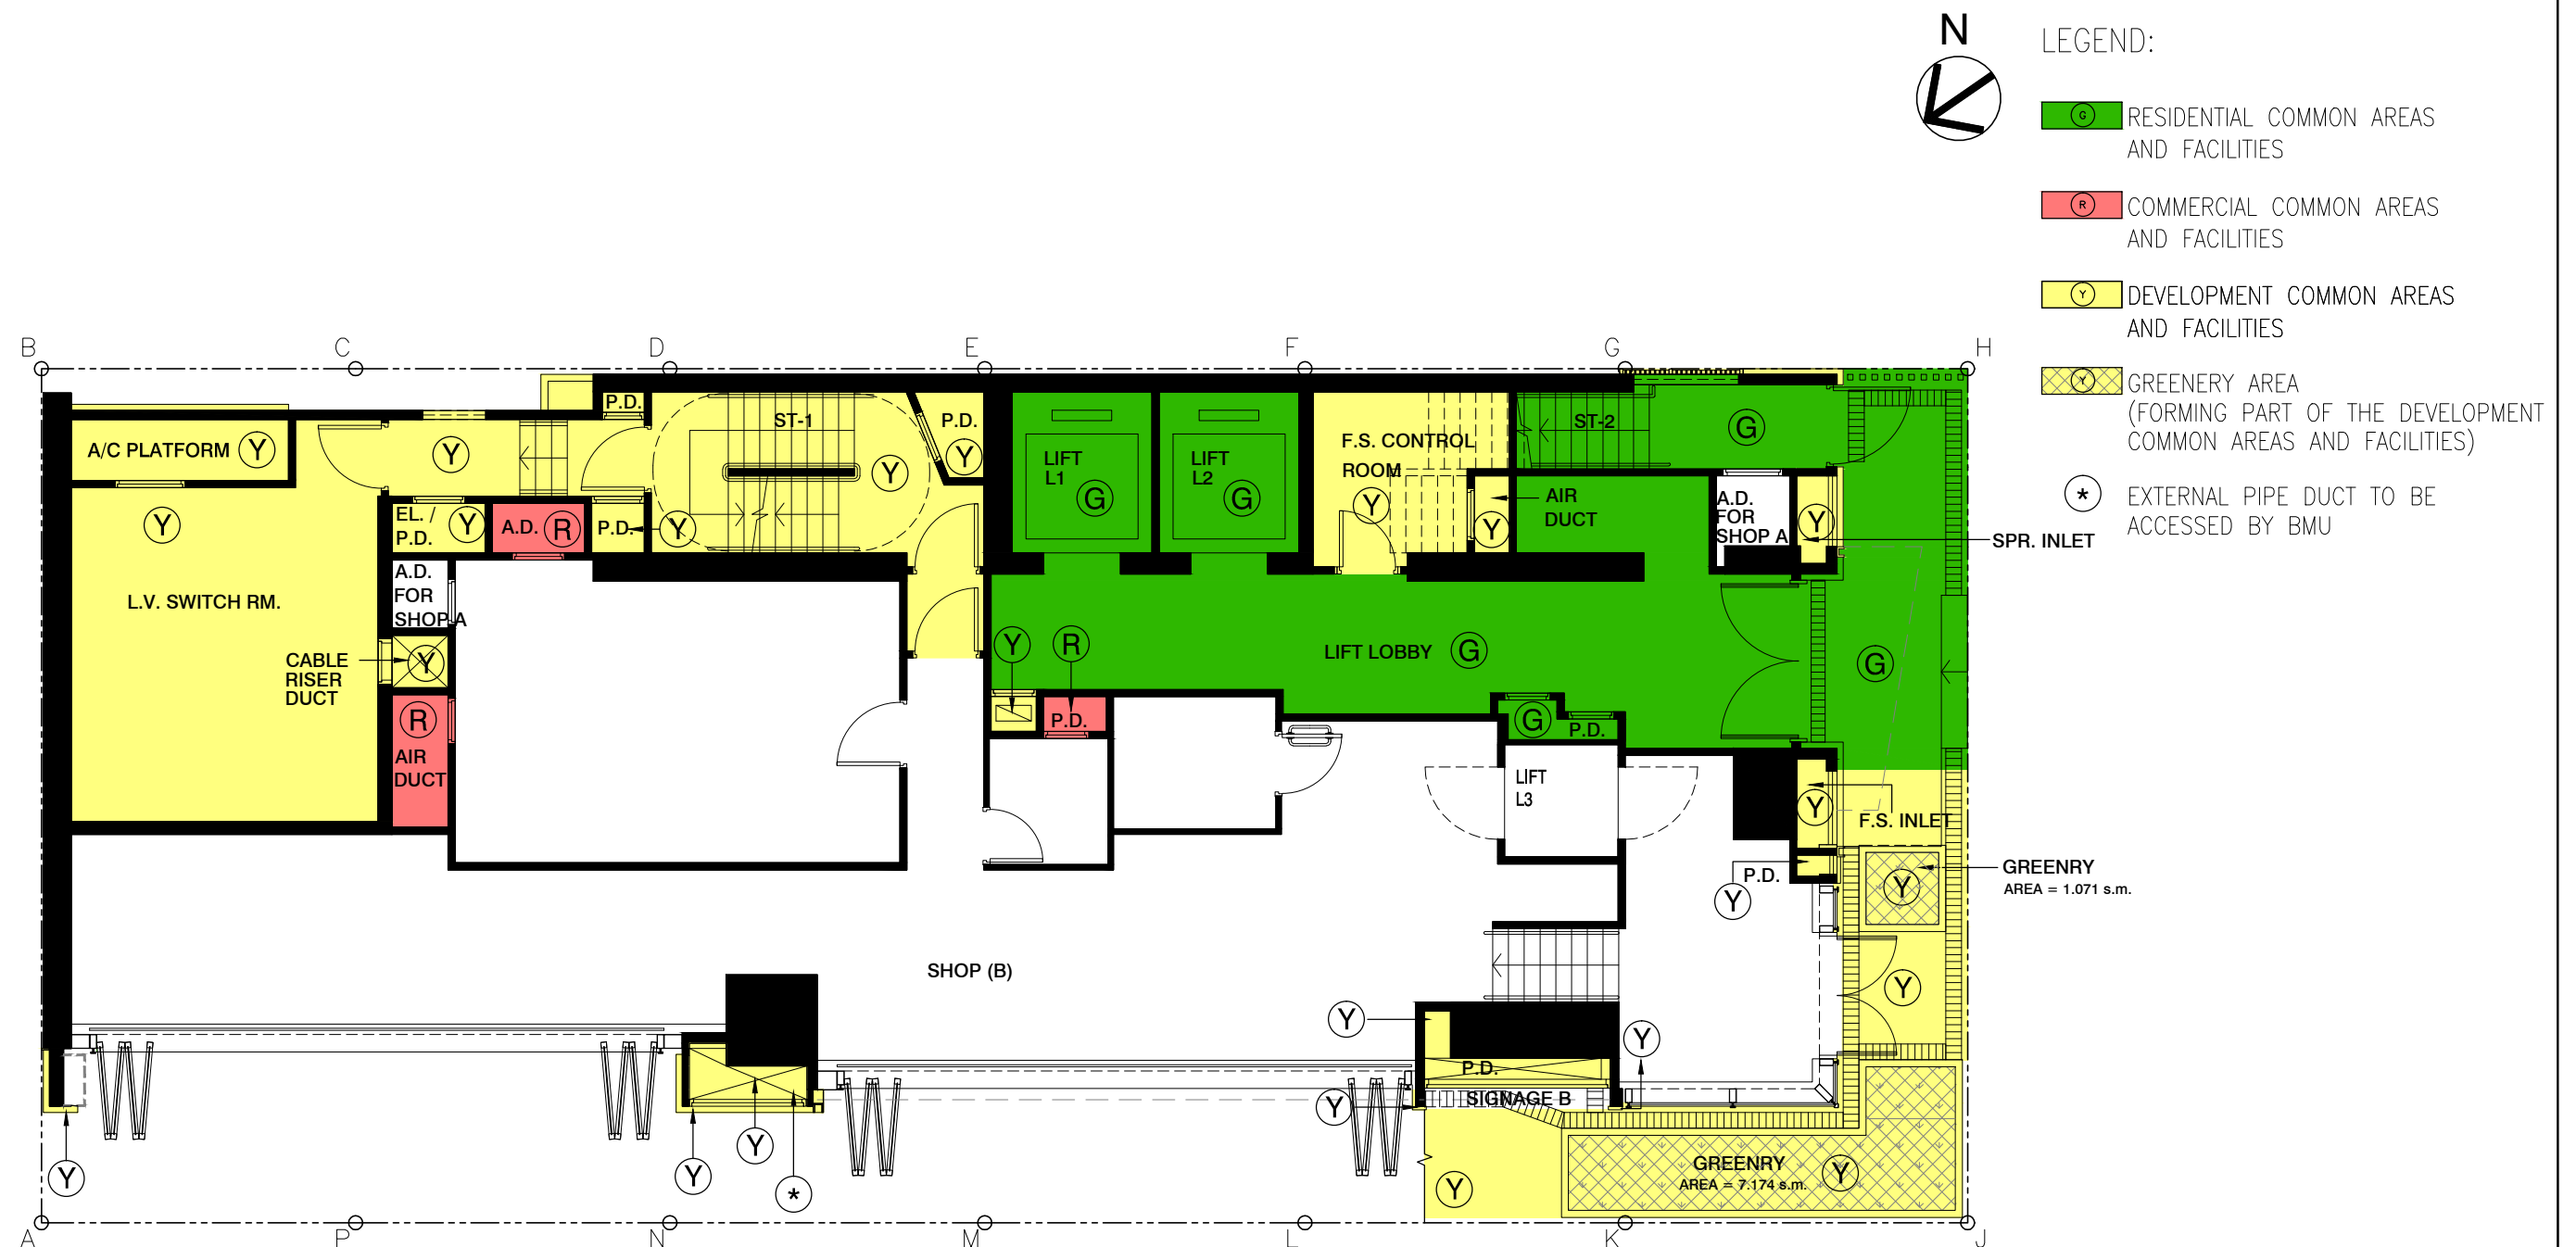 N
LEGEND:
G
RESIDENTIAL COMMON AREAS
AND FACILITIES
R
COMMERCIAL COMMON AREAS
AND FACILITIES
Y
DEVELOPMENT COMMON AREAS
AND FACILITIES
Y
GREENERY AREA
(FORMING PART OF THE DEVELOPMENT
COMMON AREAS AND FACILITIES)
*
EXTERNAL PIPE DUCT TO BE
ACCESSED BY BMU
B
C
D
E
F
G
H
A/C PLATFORM
Y
Y
P.D.
ST-1
Y
P.D.
Y
LIFT
L1
G
LIFT
L2
G
F.S. CONTROL
ROOM
Y
ST-2
G
AIR
DUCT
Y
A.D.
FOR
SHOP A
Y
SPR. INLET
Y
EL. /
P.D.
Y
A.D.
R
P.D.
Y
L.V. SWITCH RM.
A.D.
FOR
SHOP A
CABLE
RISER
DUCT
Y
R
AIR
DUCT
Y
R
P.D.
LIFT LOBBY
G
G
G
P.D.
LIFT
L3
Y
F.S. INLET
P.D.
Y
Y
GREENRY
AREA = 1.071 s.m.
SHOP (B)
Y
Y
Y
P.D.
Y
SIGNAGE B
Y
Y
Y
*
Y
GREENRY
AREA = 7.174 s.m.
Y
A
P
N
M
L
K
J